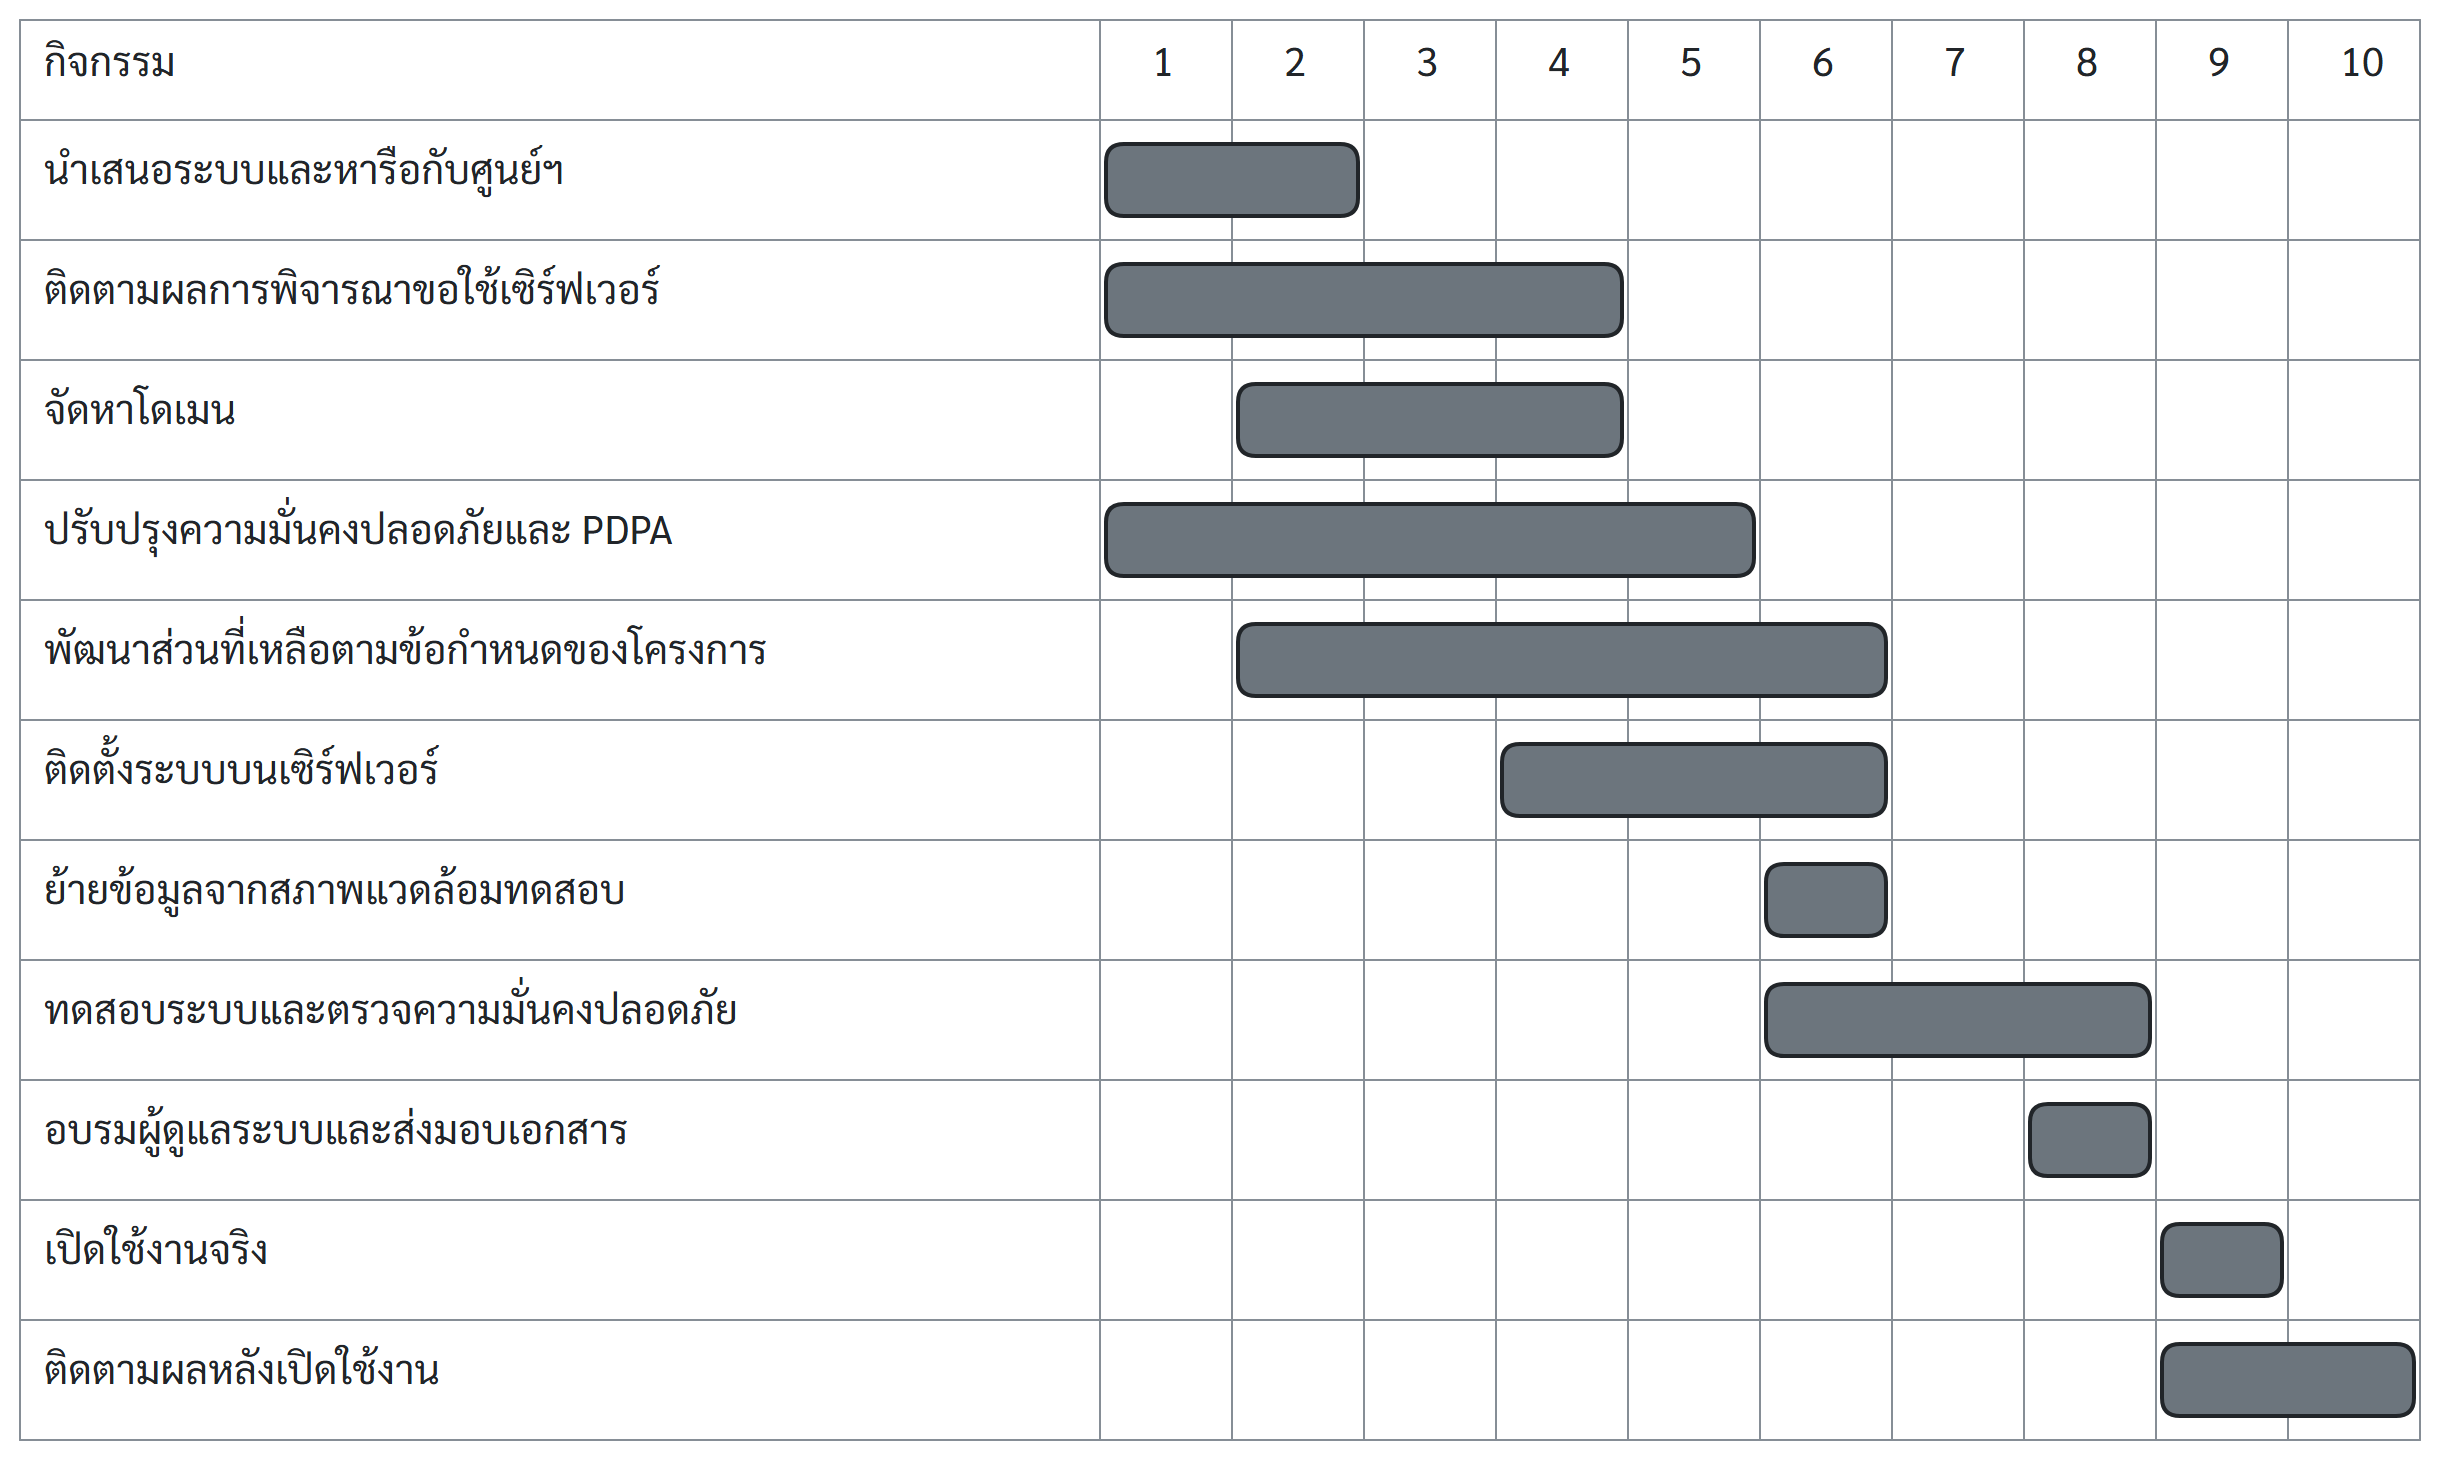 กิจกรรม 1 2 3 4 5 6 7 8 9 10
นำเสนอระบบและหารือกับศูนย์ฯ
ติดตามผลการพิจารณาขอใช้เซิร์ฟเวอร์
จัดหาโดเมน
ปรับปรุงความมั่นคงปลอดภัยและ PDPA
พัฒนาส่วนที่เหลือตามข้อกำหนดของโครงการ
ติดตั้งระบบบนเซิร์ฟเวอร์
ย้ายข้อมูลจากสภาพแวดล้อมทดสอบ
ทดสอบระบบและตรวจความมั่นคงปลอดภัย
อบรมผู้ดูแลระบบและส่งมอบเอกสาร
เปิดใช้งานจริง
ติดตามผลหลังเปิดใช้งาน